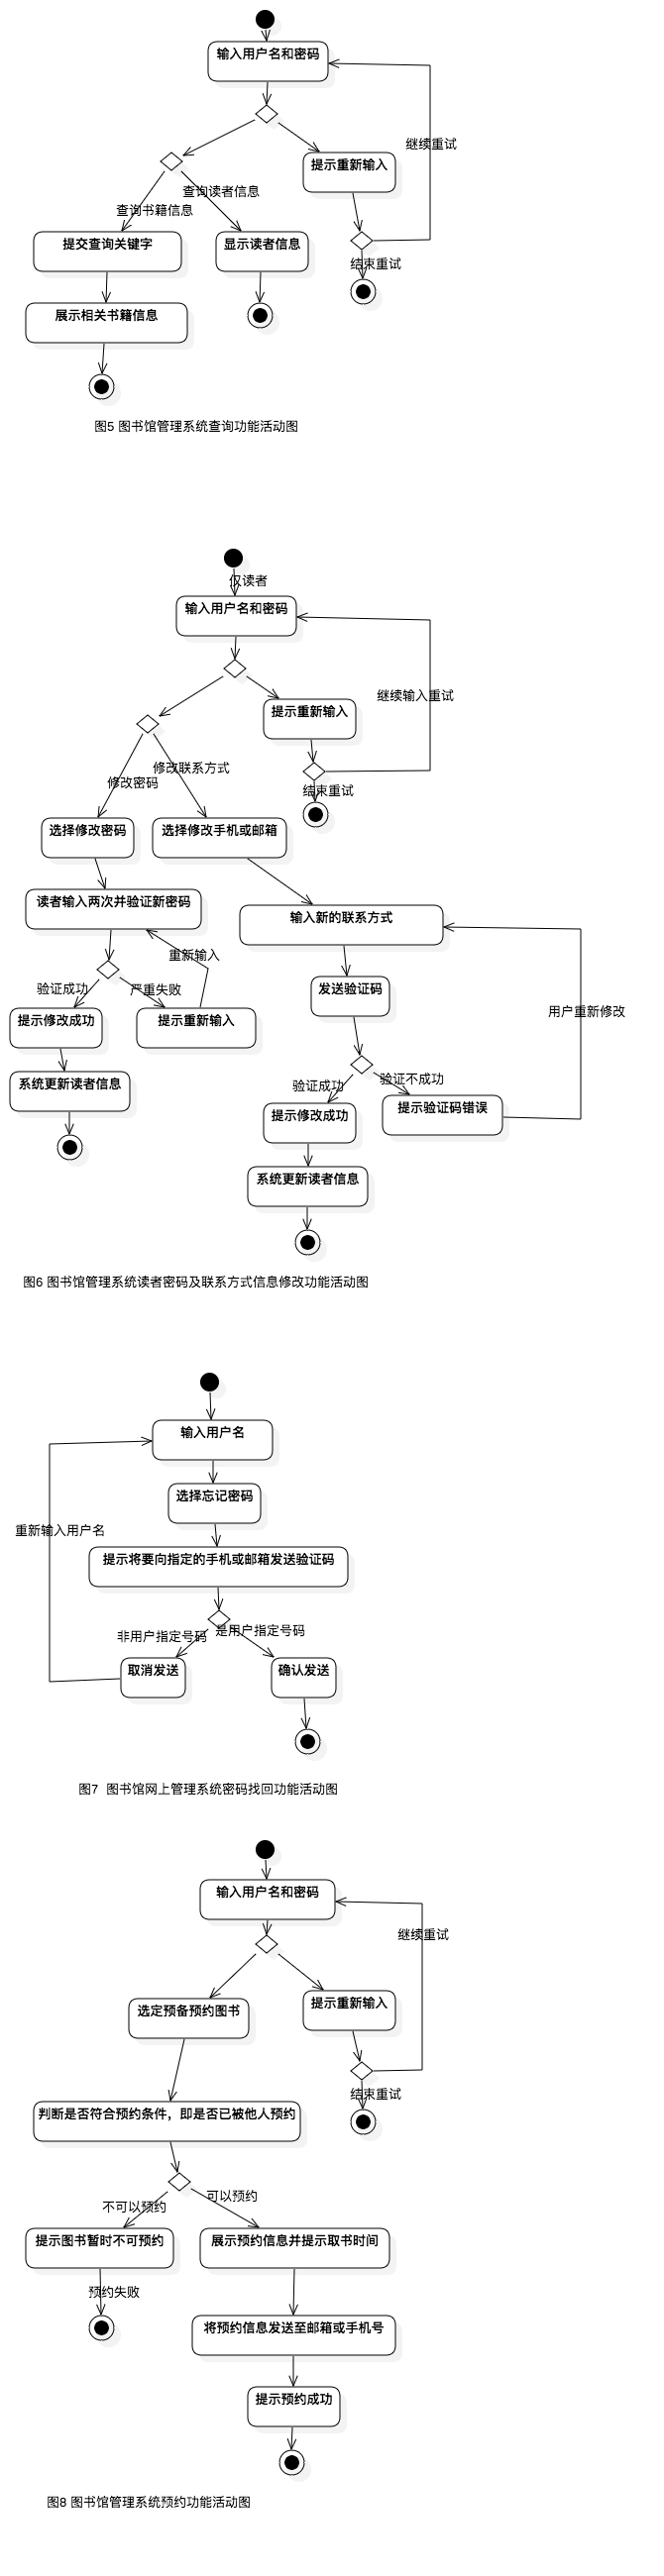 输入用户名和密码
继续重试
提示重新输入
查询读者信息
查询书籍信息
提交查询关键字
显示读者信息
结束重试
展示相关书籍信息
图5 图书馆管理系统查询功能活动图
仅读者
输入用户名和密码
继续输入重试
提示重新输入
修改联系方式
修改密码
结束重试
选择修改密码
选择修改手机或邮箱
读者输入两次并验证新密码
输入新的联系方式
重新输入
验证成功
严重失败
发送验证码
用户重新修改
提示修改成功
提示重新输入
验证不成功
系统更新读者信息
验证成功
提示验证码错误
提示修改成功
系统更新读者信息
图6 图书馆管理系统读者密码及联系方式信息修改功能活动图
输入用户名
选择忘记密码
重新输入用户名
提示将要向指定的手机或邮箱发送验证码
非用户指定号码
是用户指定号码
取消发送
确认发送
图7 图书馆网上管理系统密码找回功能活动图
输入用户名和密码
继续重试
选定预备预约图书
提示重新输入
结束重试
判断是否符合预约条件，即是否已被他人预约
不可以预约
可以预约
提示图书暂时不可预约
展示预约信息并提示取书时间
预约失败
将预约信息发送至邮箱或手机号
提示预约成功
图8 图书馆管理系统预约功能活动图